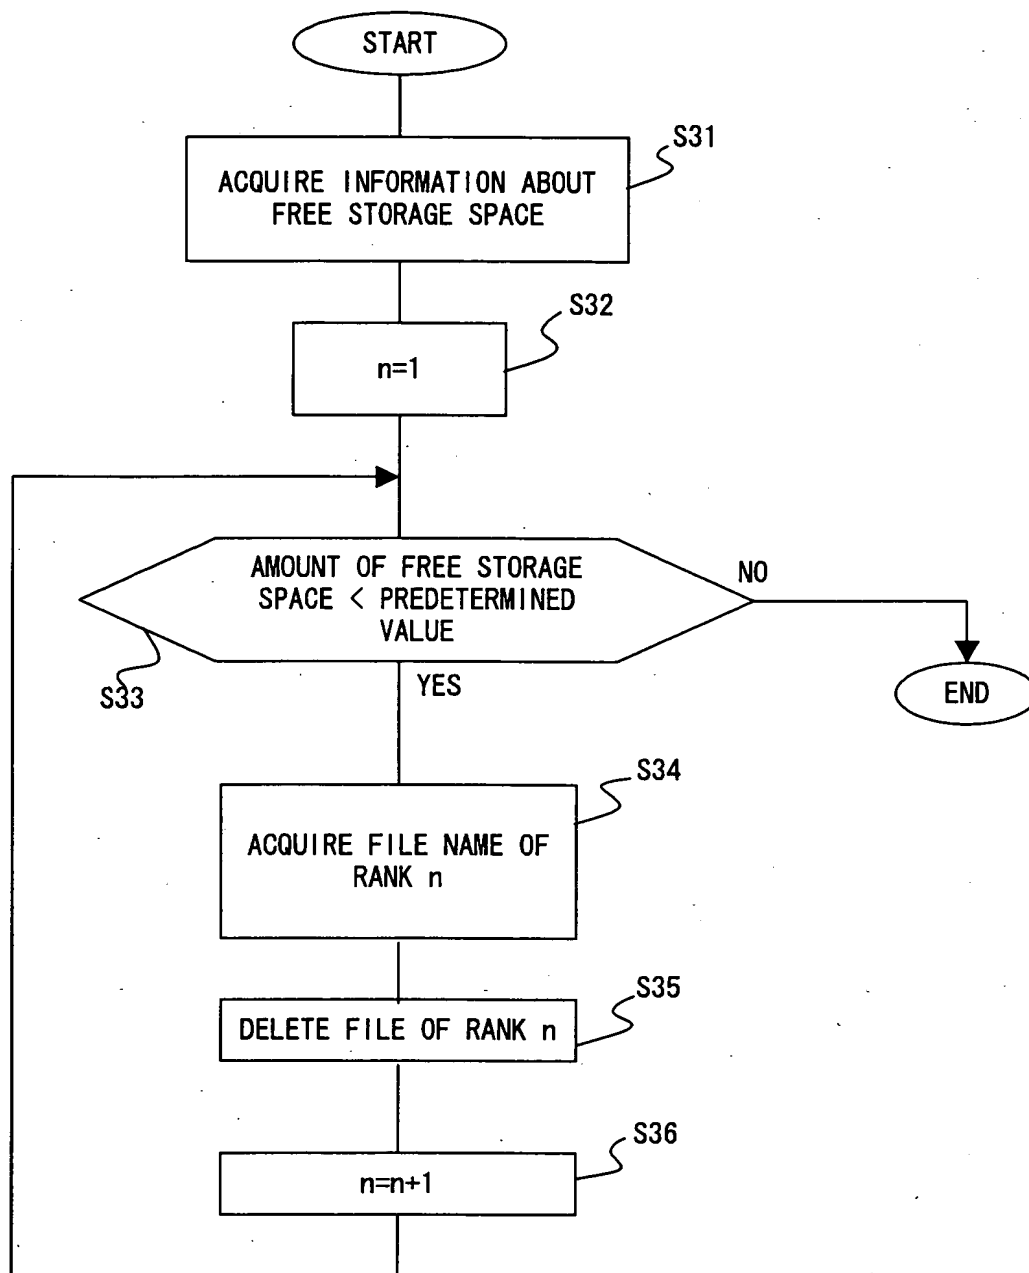 START
S31
ACQUIRE INFORMATION ABOUT
FREE STORAGE SPACE
S32
n=1
AMOUNT OF FREE STORAGE
SPACE < PREDETERMINED
VALUE
NO
S33
YES
END
S34
ACQUIRE FILE NAME OF
RANK n
S35
DELETE FILE OF RANK n
S36
n=n+1